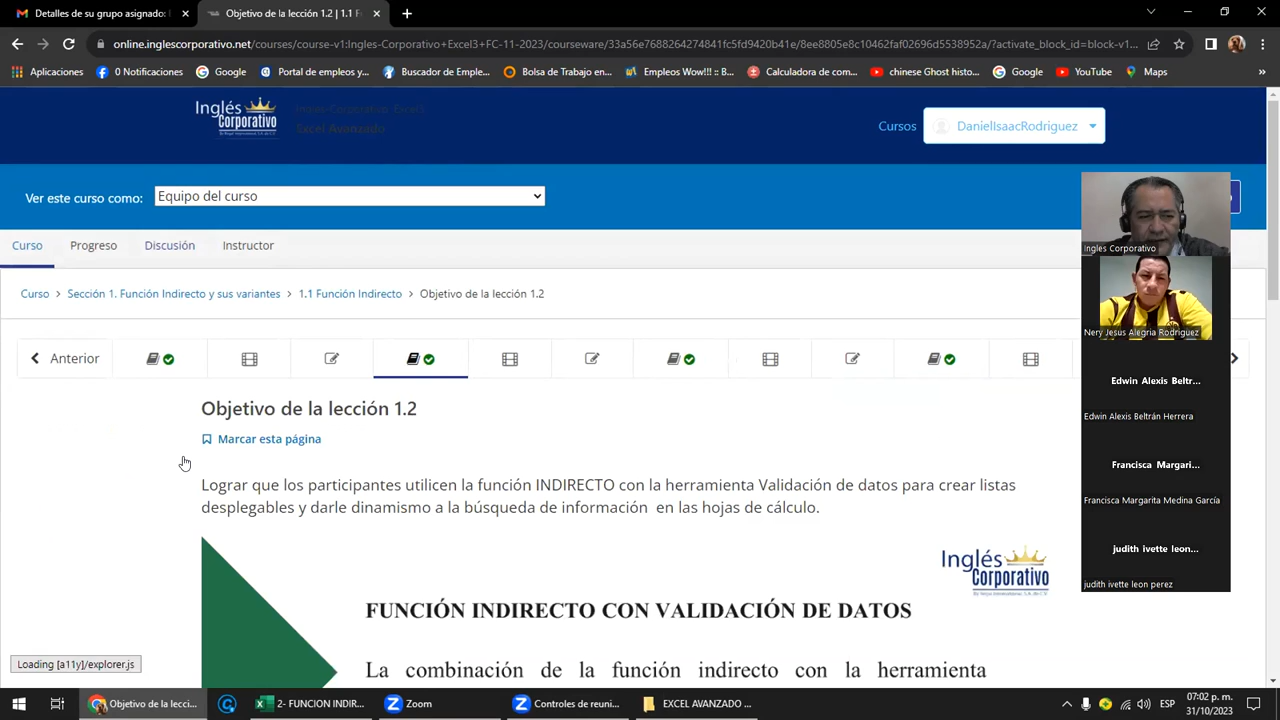 Detalles de su grupo asignado: I
Objetivo de la lección 1.2 | 1.1 F
online.inglescorporativo.net/courses/course-v1:Ingles-Corporativo+Excel3+FC-11-2023/courseware/33a56e7688264274841fc5fd9420b41e/8ee8805e8c10462faf02696d5538952a/?activate_block_id=block-v1...
Aplicaciones
0 Notificaciones
Google
Portal de empleos y...
Buscador de Emple...
Bolsa de Trabajo en...
Empleos Wow!!! :: B...
Calculadora de com...
chinese Ghost histo...
Google
YouTube
Maps
»
Inglés
Corporativo
Ingles-Corporativo Excel3
Excel Avanzado
Cursos
DanielIsaacRodriguez
Ver este curso como:
Equipo del curso
Curso
Progreso
Discusión
Instructor
Ingles Corporativo
Nery Jesus Alegria Rodriguez
Curso > Sección 1. Función Indirecto y sus variantes > 1.1 Función Indirecto > Objetivo de la lección 1.2
Anterior
Edwin Alexis Beltr...
Edwin Alexis Beltrán Herrera
Francisca Margari...
Francisca Margarita Medina García
judith ivette leon...
judith ivette leon perez
Objetivo de la lección 1.2
Marcar esta página
Lograr que los participantes utilicen la función INDIRECTO con la herramienta Validación de datos para crear listas
desplegables y darle dinamismo a la búsqueda de información en las hojas de cálculo.
Inglés
Corporativo
FUNCIÓN INDIRECTO CON VALIDACIÓN DE DATOS
La combinación de la función indirecto con la herramienta
Loading [a11y]/explorer.js
Objetivo de la lecci...
2- FUNCION INDIR...
Zoom
Controles de reuni...
EXCEL AVANZADO ...
ESP
07:02 p. m.
31/10/2023